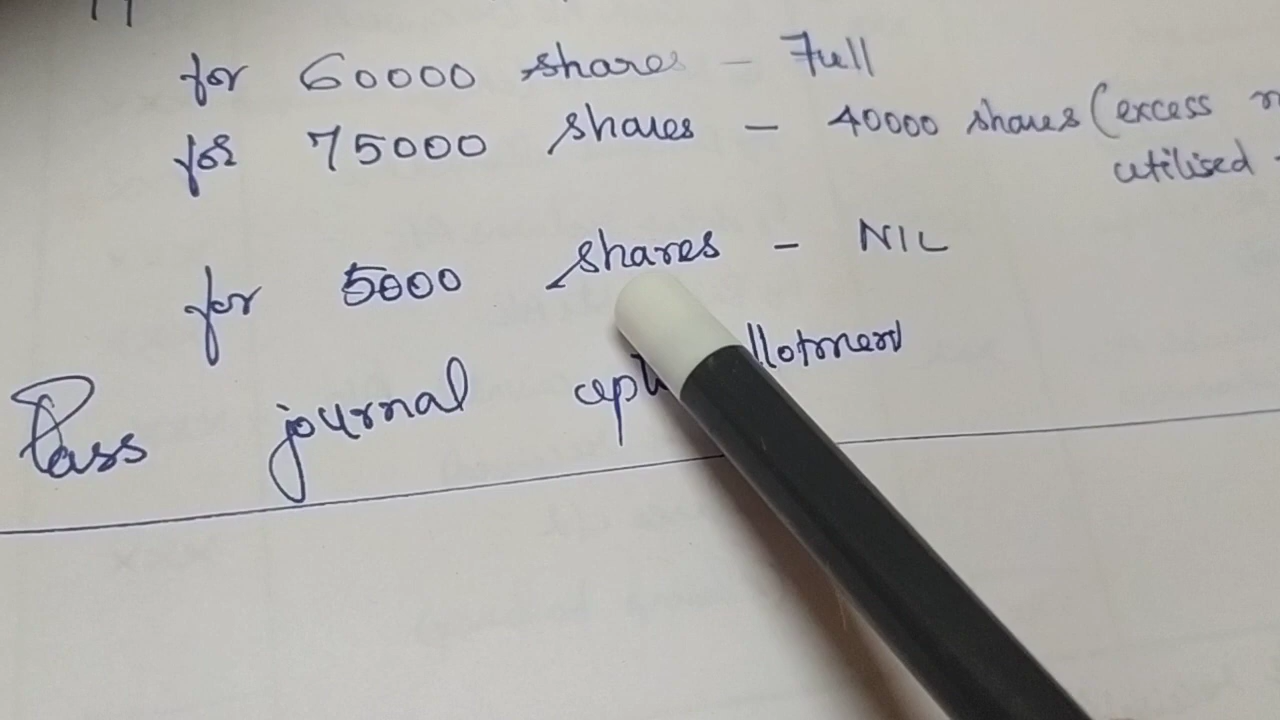 for 60000 shares - Full
for 75000 shares - 40000 shares (excess
utilised
for 5000 shares - NIL
Pass journal